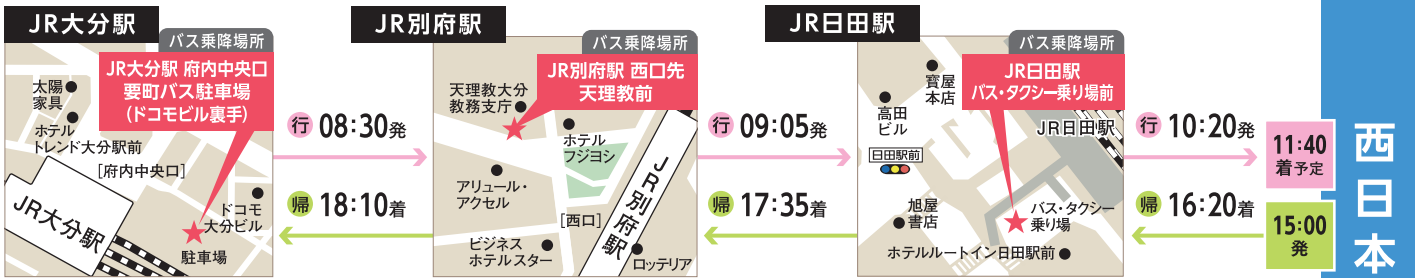 JR大分駅
バス乗降場所
JR大分駅 府内中央口
要町バス駐車場
(ドコモビル裏手)
太陽
家具
ホテル
トレンド大分駅前
[府内中央口]
JR大分駅
ドコモ
大分ビル
駐車場
行 08:30発
帰 18:10着
JR別府駅
バス乗降場所
JR別府駅 西口先
天理教前
天理教大分
教務支庁
ホテル
フジヨシ
アリュール・
アクセル
[西口]
JR別府駅
ビジネス
ホテルスター
ロッテリア
行 09:05発
帰 17:35着
JR日田駅
バス乗降場所
JR日田駅
バス・タクシー乗り場前
寳屋
本店
高田
ビル
JR日田駅
日田駅前
旭屋
書店
バス・タクシー
乗り場
ホテルルートイン日田駅前
行 10:20発
帰 16:20着
11:40
着予定
15:00
発
西日本